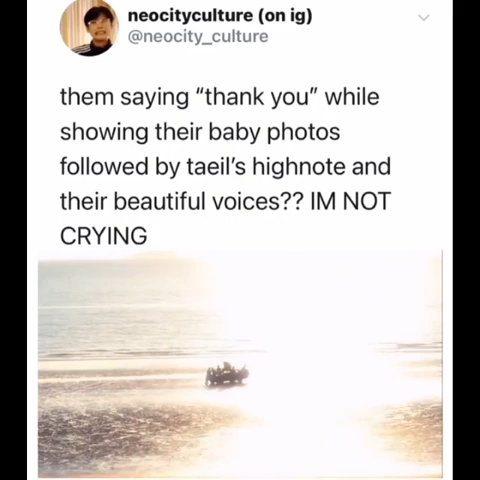 neocityculture (on ig)
@neocity_culture
them saying “thank you” while
showing their baby photos
followed by taeil’s highnote and
their beautiful voices?? IM NOT
CRYING